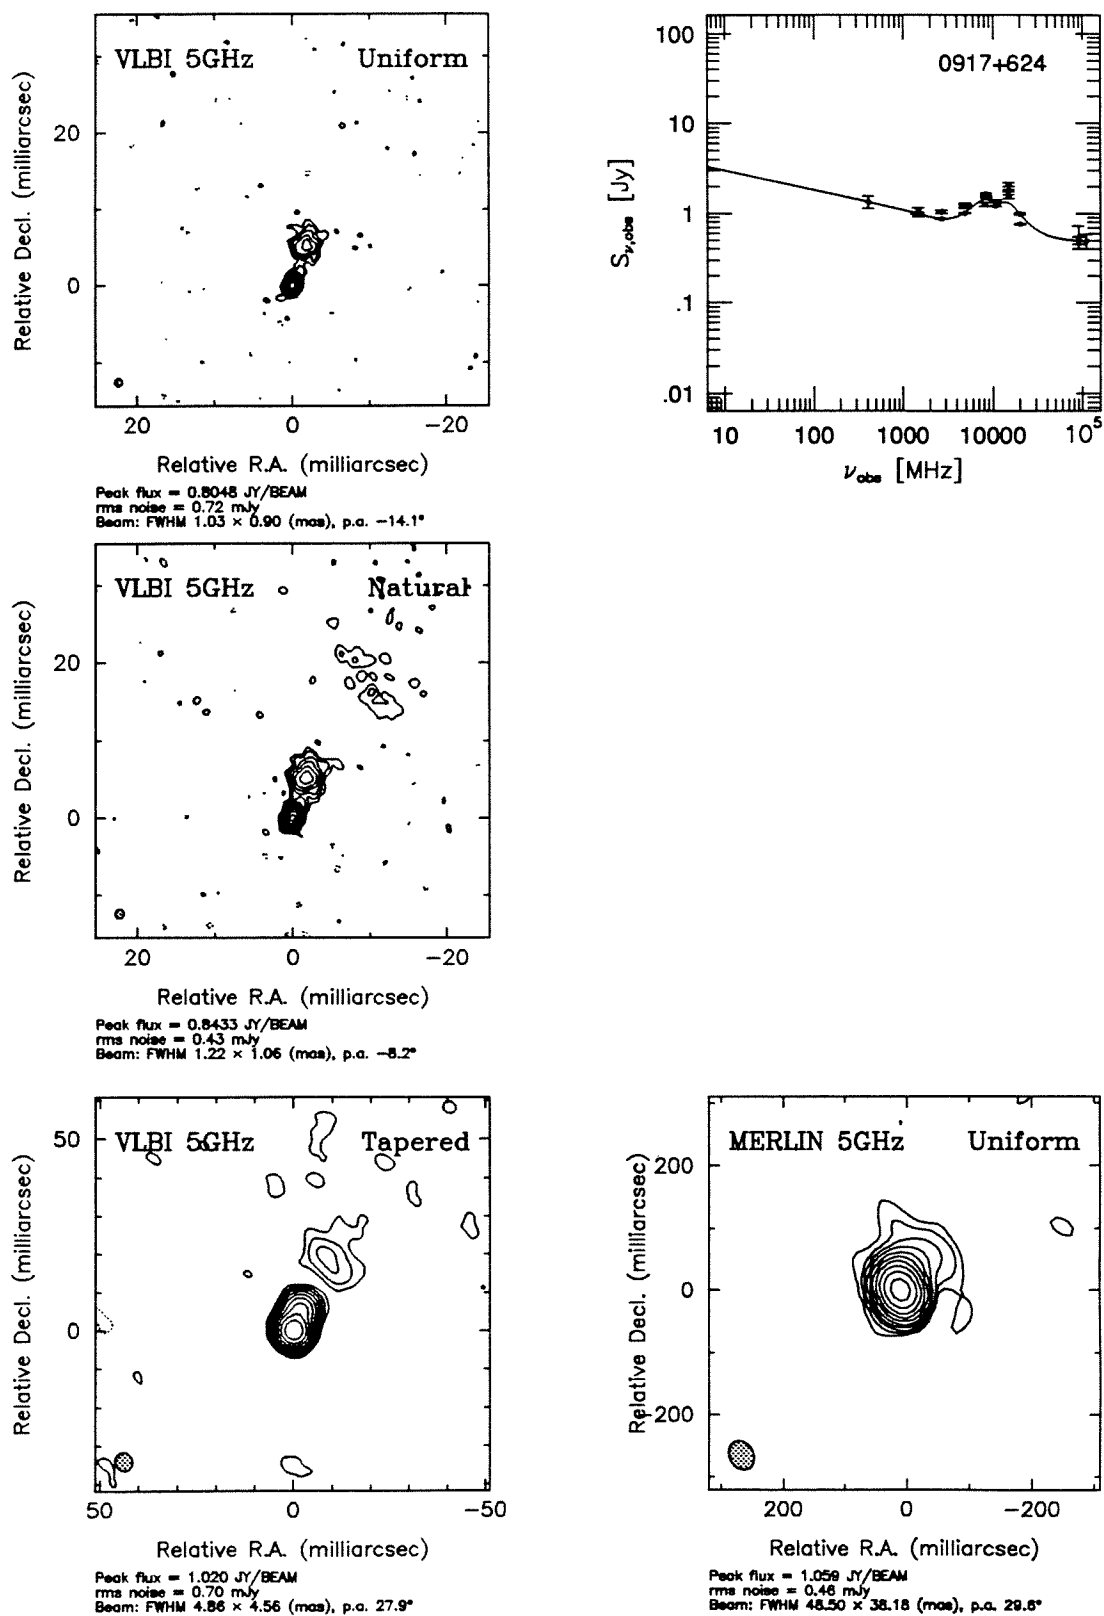 VLBI 5GHz Uniform
20
0
Relative Decl. (milliarcsec)
20 0 −20
Relative R.A. (milliarcsec)
Peak flux = 0.8048 JY/BEAM
rms noise = 0.72 mJy
Beam: FWHM 1.03 × 0.90 (mas), p.a. −14.1°
0917+624
100
10
1
.1
.01
S_ν,obs [Jy]
10 100 1000 10000 10^5
ν_obs [MHz]
VLBI 5GHz Natural
20
0
Relative Decl. (milliarcsec)
20 0 −20
Relative R.A. (milliarcsec)
Peak flux = 0.8433 JY/BEAM
rms noise = 0.43 mJy
Beam: FWHM 1.22 × 1.06 (mas), p.a. −8.2°
VLBI 5GHz Tapered
50
0
Relative Decl. (milliarcsec)
50 0 −50
Relative R.A. (milliarcsec)
Peak flux = 1.020 JY/BEAM
rms noise = 0.70 mJy
Beam: FWHM 4.86 × 4.56 (mas), p.a. 27.9°
MERLIN 5GHz Uniform
200
0
−200
Relative Decl. (milliarcsec)
200 0 −200
Relative R.A. (milliarcsec)
Peak flux = 1.059 JY/BEAM
rms noise = 0.46 mJy
Beam: FWHM 48.50 × 38.18 (mas), p.a. 29.6°